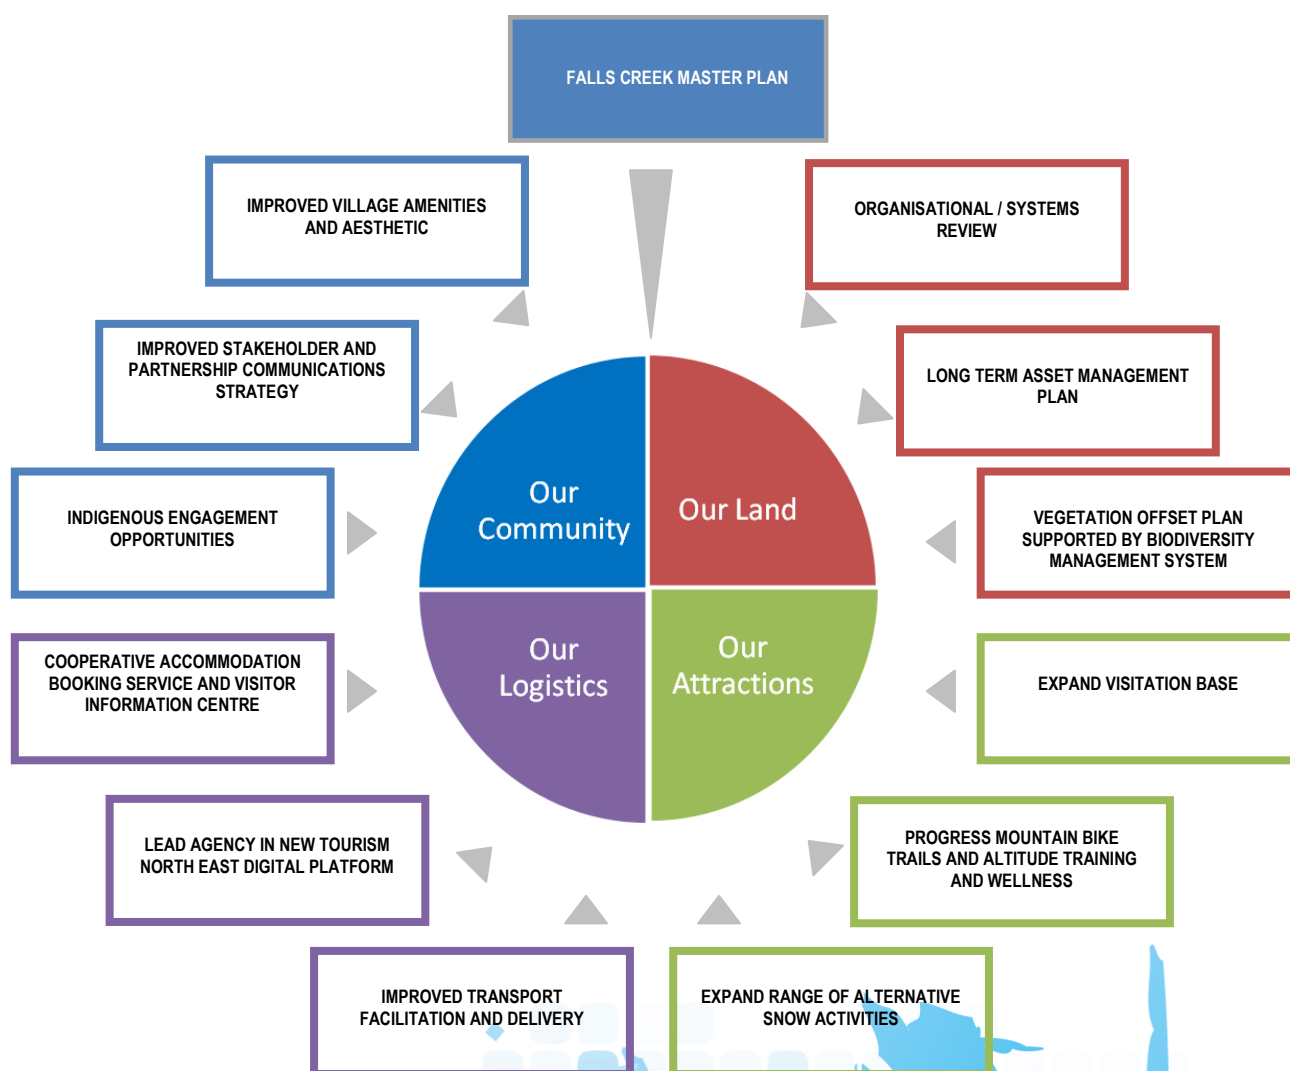 FALLS CREEK MASTER PLAN
IMPROVED VILLAGE AMENITIES
AND AESTHETIC
ORGANISATIONAL / SYSTEMS
REVIEW
IMPROVED STAKEHOLDER AND
PARTNERSHIP COMMUNICATIONS
STRATEGY
LONG TERM ASSET MANAGEMENT
PLAN
INDIGENOUS ENGAGEMENT
OPPORTUNITIES
Our
Community
Our Land
VEGETATION OFFSET PLAN
SUPPORTED BY BIODIVERSITY
MANAGEMENT SYSTEM
COOPERATIVE ACCOMMODATION
BOOKING SERVICE AND VISITOR
INFORMATION CENTRE
Our
Logistics
Our
Attractions
EXPAND VISITATION BASE
LEAD AGENCY IN NEW TOURISM
NORTH EAST DIGITAL PLATFORM
PROGRESS MOUNTAIN BIKE
TRAILS AND ALTITUDE TRAINING
AND WELLNESS
IMPROVED TRANSPORT
FACILITATION AND DELIVERY
EXPAND RANGE OF ALTERNATIVE
SNOW ACTIVITIES